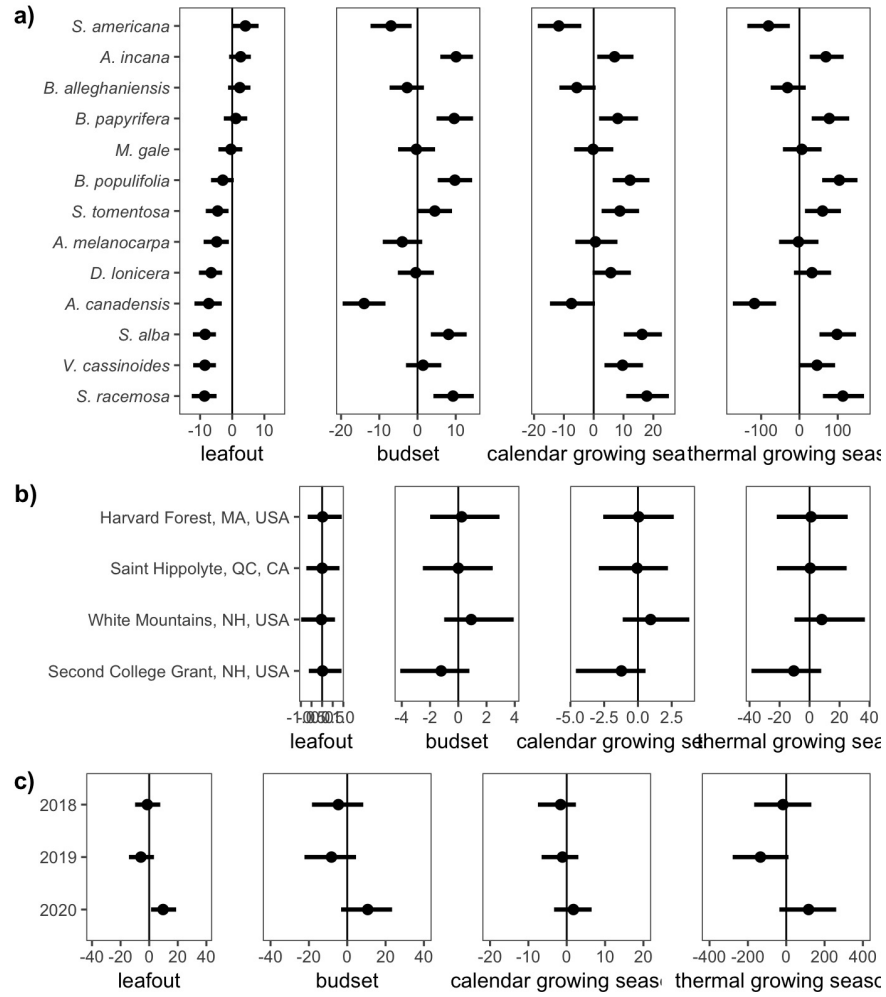 a)
S. americana
A. incana
B. alleghaniensis
B. papyrifera
M. gale
B. populifolia
S. tomentosa
A. melanocarpa
D. lonicera
A. canadensis
S. alba
V. cassinoides
S. racemosa
-10 0 10 -20 -10 0 10 -20 -10 0 10 20 -100 0 100
leafout budset calendar growing sea thermal growing seas
b)
Harvard Forest, MA, USA
Saint Hippolyte, QC, CA
White Mountains, NH, USA
Second College Grant, NH, USA
-4 -2 0 2 4 -5.0 -2.5 0.0 2.5 -40 -20 0 20 40
leafout budset calendar growing se thermal growing sea
c)
2018
2019
2020
-40 -20 0 20 40 -40 -20 0 20 40 -20 -10 0 10 20 -400 -200 0 200 400
leafout budset calendar growing seas thermal growing seaso